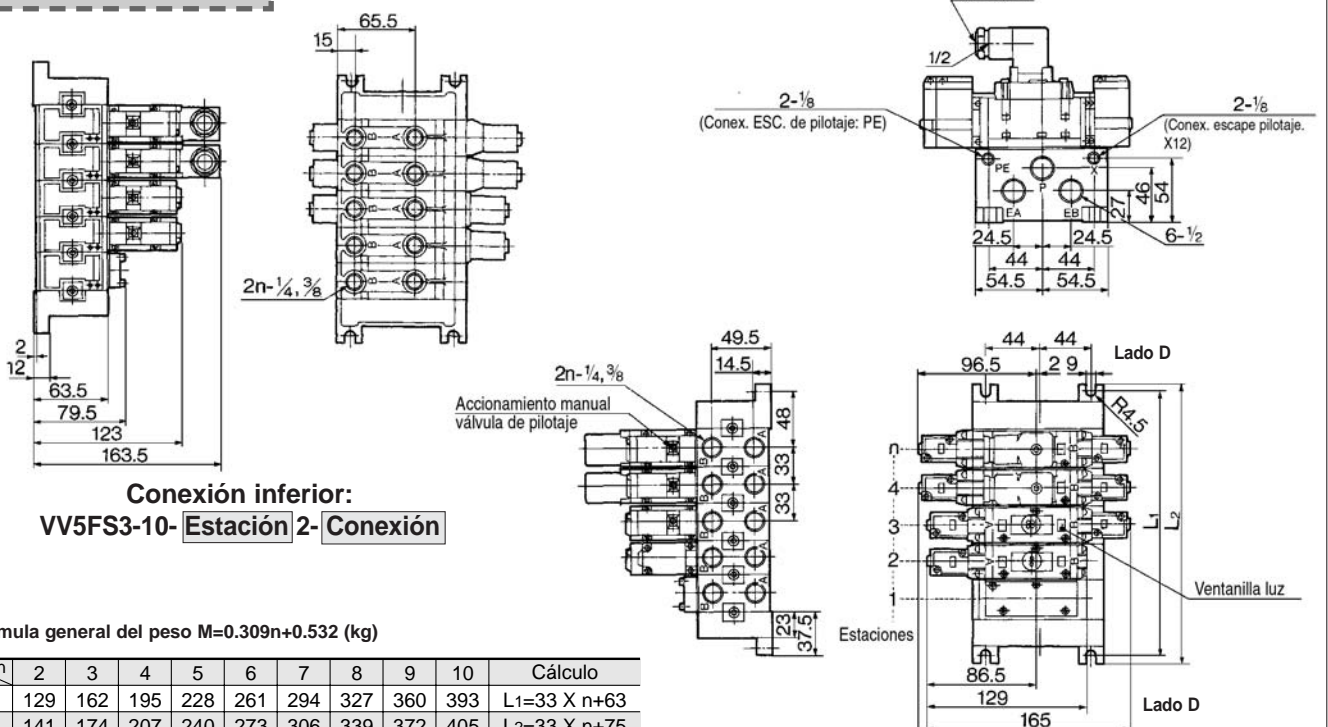 65.5
15
1/2
2-⅛
(Conex. ESC. de pilotaje: PE)
2-⅛
(Conex. escape pilotaje.
X12)
PE
X
P
EA
EB
27
46
54
6-½
24.5
24.5
44
44
54.5
54.5
B
A
B
A
B
A
B
A
B
A
2n-¼, ⅜
2
12
63.5
79.5
123
163.5
Conexión inferior:
VV5FS3-10- Estación 2- Conexión
49.5
14.5
2n-¼, ⅜
Accionamiento manual
válvula de pilotaje
48
33
33
23
37.5
44
44
Lado D
96.5
2
9
R4.5
n
4
3
2
1
L1
L2
Ventanilla luz
Estaciones
86.5
129
165
Lado D
mula general del peso M=0.309n+0.532 (kg)
n 2 3 4 5 6 7 8 9 10 Cálculo
129 162 195 228 261 294 327 360 393 L1=33 X n+63
141 174 207 240 273 306 339 372 405 L2=33 X n+75